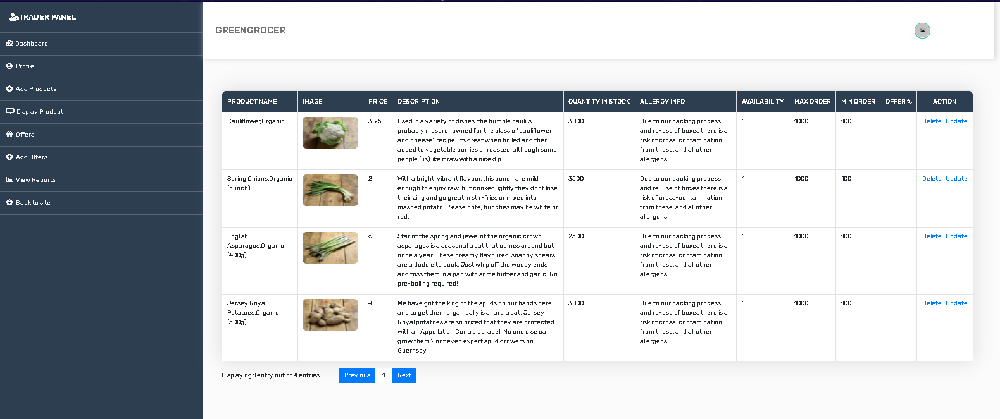 TRADER PANEL
Dashboard
Profile
Add Products
Display Product
Offers
Add Offers
View Reports
Back to site
GREENGROCER
PRODUCT NAME IMAGE PRICE DESCRIPTION QUANTITY IN STOCK ALLERGY INFO AVAILABILITY MAX ORDER MIN ORDER OFFER % ACTION
Cauliflower,Organic
3.25
Used in a variety of dishes, the humble cauli is
probably most renowned for the classic "cauliflower
and cheese" recipe. Its great when boiled and then
added to vegetable curries or roasted, although some
people (us) like it raw with a nice dip.
3000
Due to our packing process
and re-use of boxes there is a
risk of cross-contamination
from these, and all other
allergens.
1
1000
100
Delete | Update
Spring Onions,Organic
(bunch)
2
With a bright, vibrant flavour, this bunch are mild
enough to enjoy raw, but cooked lightly they dont lose
their zing and go great in stir-fries or mixed into
mashed potato. Please note, bunches may be white or
red.
3500
Due to our packing process
and re-use of boxes there is a
risk of cross-contamination
from these, and all other
allergens.
1
1000
100
Delete | Update
English
Asparagus,Organic
(400g)
6
Star of the spring and jewel of the organic crown,
asparagus is a seasonal treat that comes around but
once a year. These creamy flavoured, snappy spears
are a doddle to cook. Just whip off the woody ends
and toss them in a pan with some butter and garlic. No
pre-boiling required!
2500
Due to our packing process
and re-use of boxes there is a
risk of cross-contamination
from these, and all other
allergens.
1
1000
100
Delete | Update
Jersey Royal
Potatoes,Organic
(500g)
4
We have got the king of the spuds on our hands here
and to get them organically is a rare treat. Jersey
Royal potatoes are so prized that they are protected
with an Appellation Controlee label. No one else can
grow them ? not even expert spud growers on
Guernsey.
3000
Due to our packing process
and re-use of boxes there is a
risk of cross-contamination
from these, and all other
allergens.
1
1000
100
Delete | Update
Displaying 1 entry out of 4 entries
Previous 1 Next